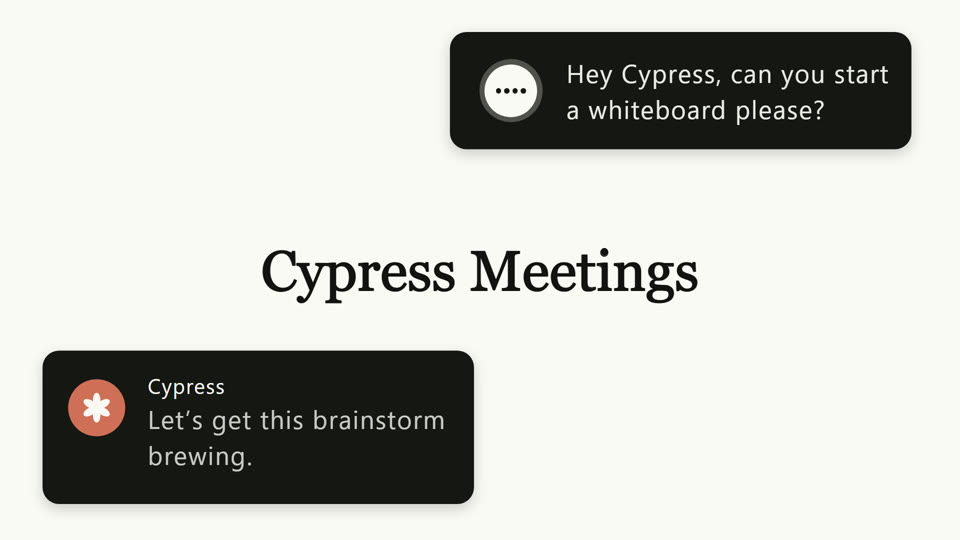 Hey Cypress, can you start
a whiteboard please?
Cypress Meetings
Cypress
Let’s get this brainstorm
brewing.